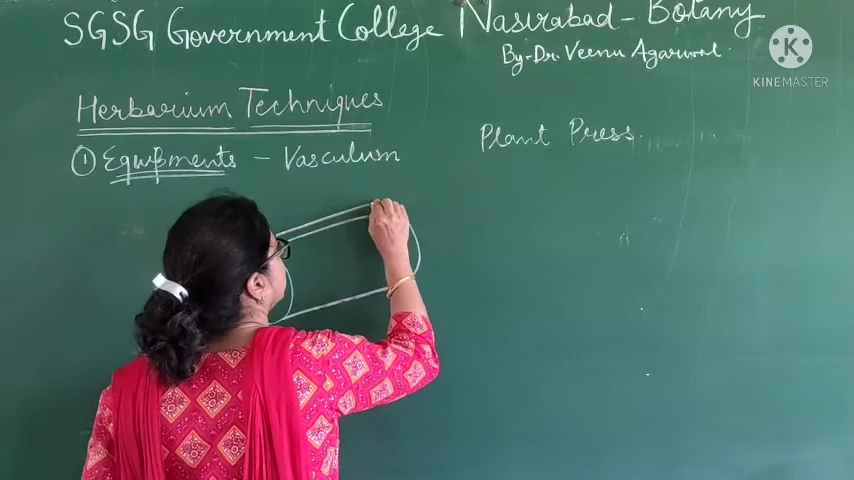 SGSG Government College Nasirabad - Botany
By:- Dr. Veenu Agarwal.
K
KINEMASTER
Herbarium Techniques
Plant Press.
① Equipments - Vasculum